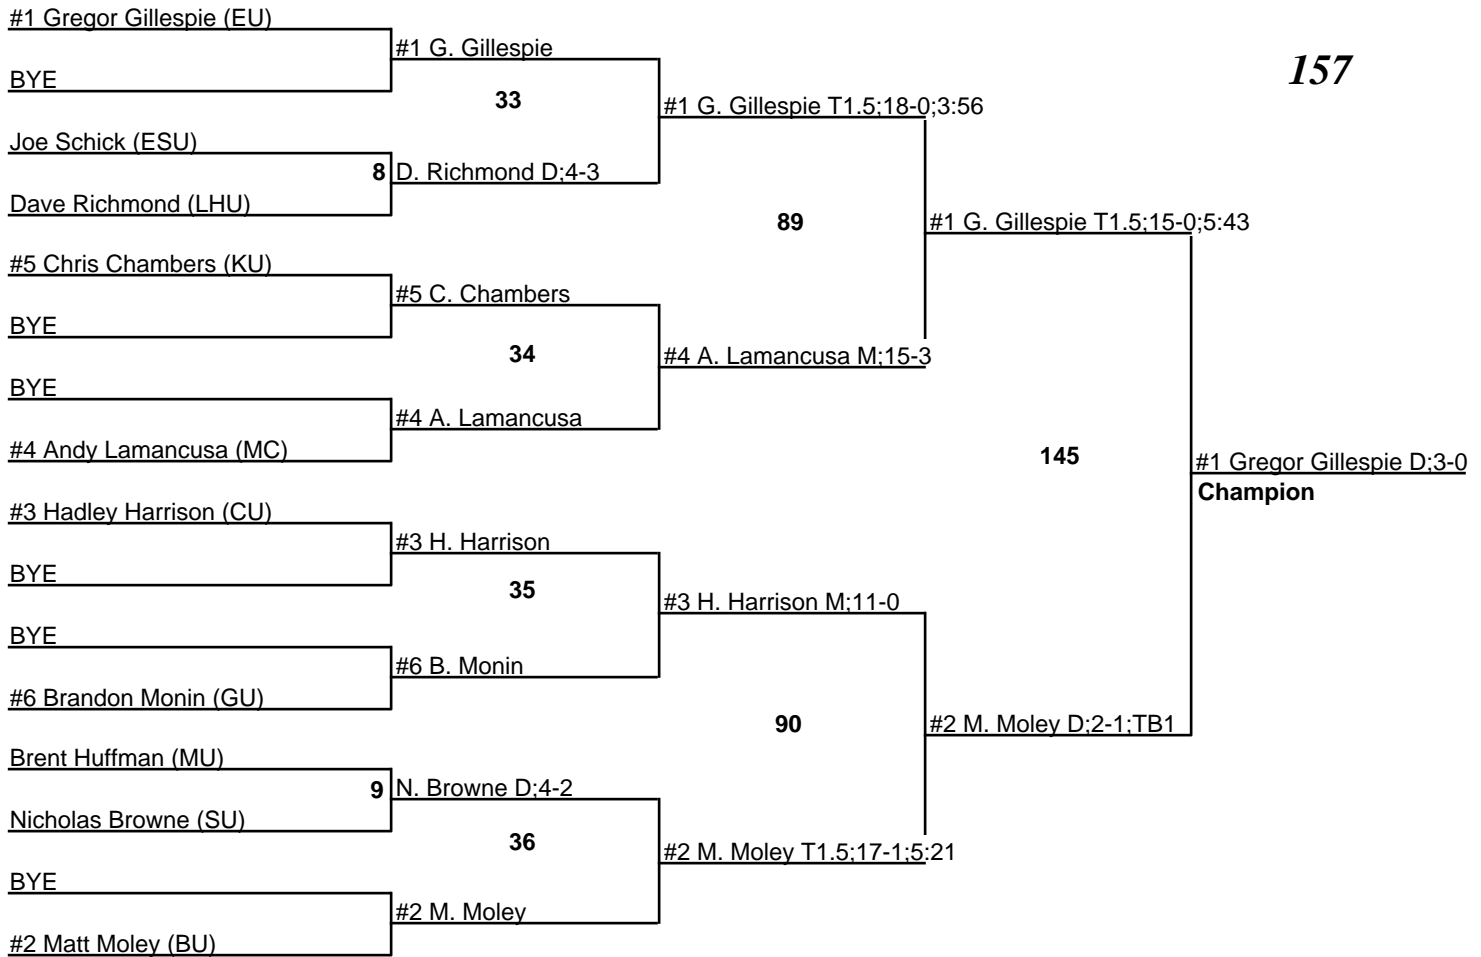 #1 Gregor Gillespie (EU)
BYE
Joe Schick (ESU)
Dave Richmond (LHU)
#5 Chris Chambers (KU)
BYE
BYE
#4 Andy Lamancusa (MC)
#3 Hadley Harrison (CU)
BYE
BYE
#6 Brandon Monin (GU)
Brent Huffman (MU)
Nicholas Browne (SU)
BYE
#2 Matt Moley (BU)
#1 G. Gillespie
33
8 D. Richmond D;4-3
#5 C. Chambers
34
#4 A. Lamancusa
#3 H. Harrison
35
#6 B. Monin
9 N. Browne D;4-2
36
#2 M. Moley
#1 G. Gillespie T1.5;18-0;3:56
89
#4 A. Lamancusa M;15-3
#3 H. Harrison M;11-0
90
#2 M. Moley T1.5;17-1;5:21
#1 G. Gillespie T1.5;15-0;5:43
145
#2 M. Moley D;2-1;TB1
157
#1 Gregor Gillespie D;3-0
Champion